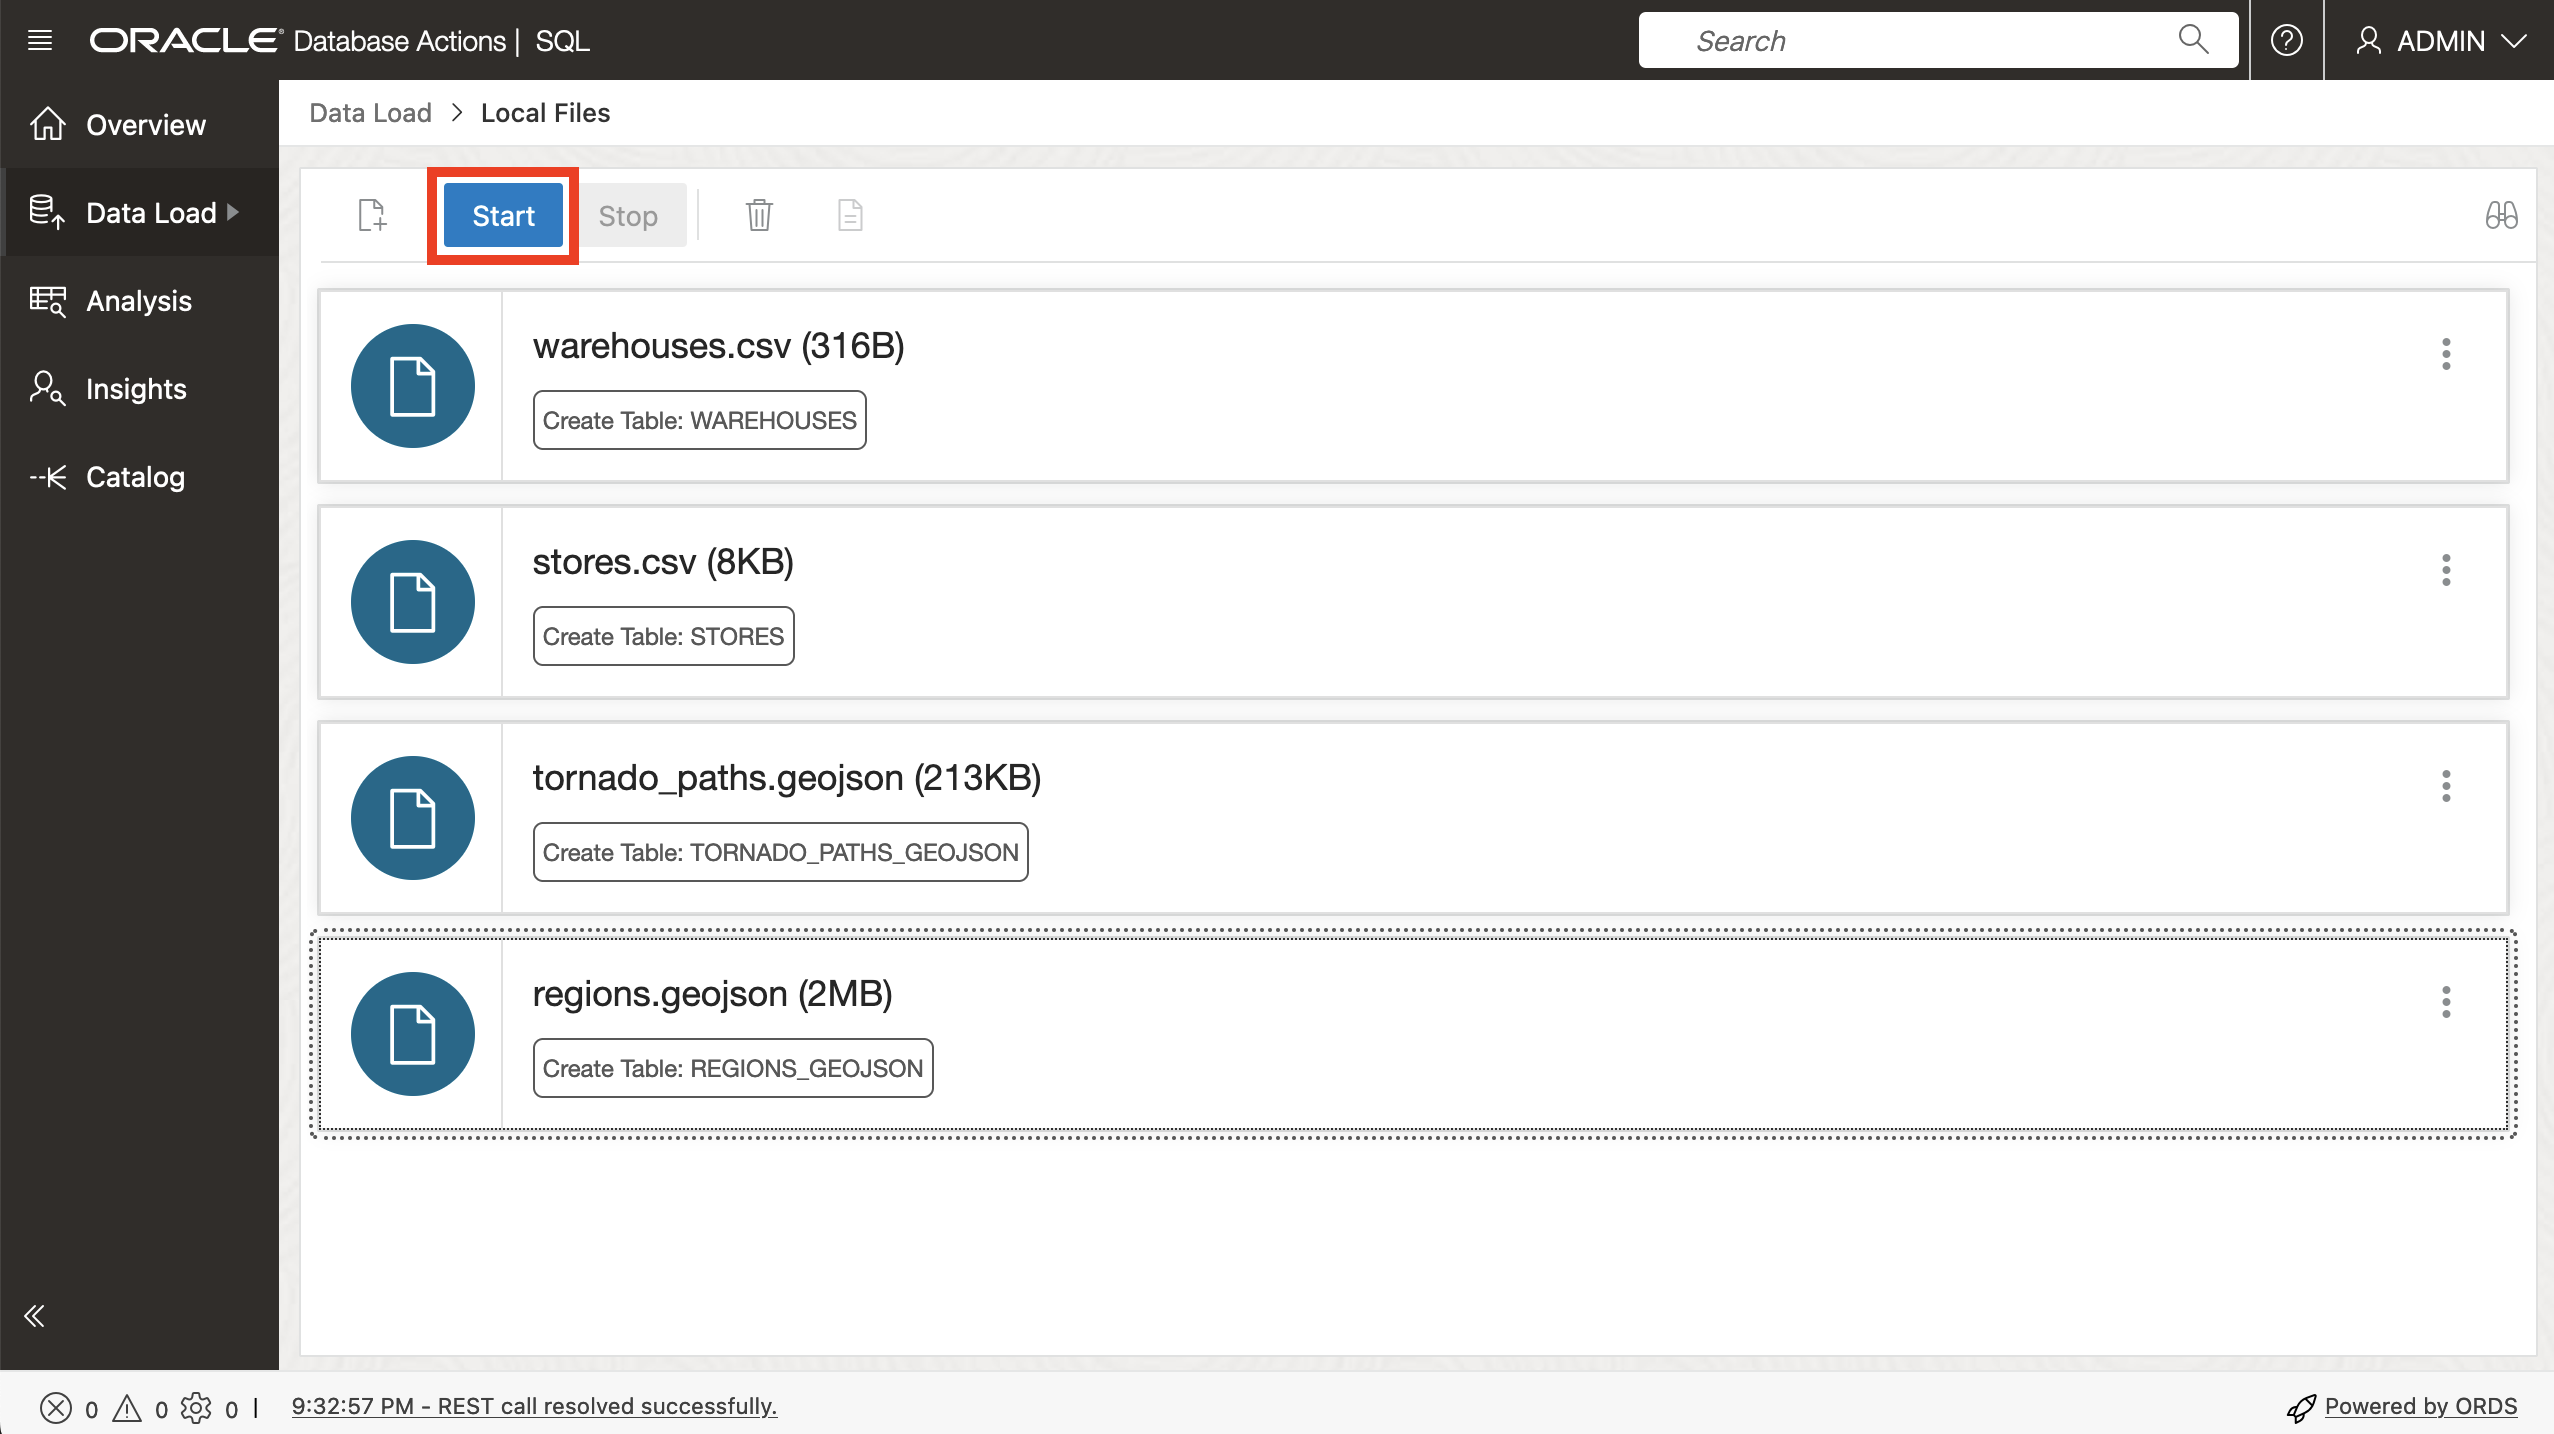 ORACLE® Database Actions | SQL
Search
ADMIN
Overview
Data Load
Analysis
Insights
Catalog
Data Load > Local Files
Start
Stop
warehouses.csv (316B)
Create Table: WAREHOUSES
stores.csv (8KB)
Create Table: STORES
tornado_paths.geojson (213KB)
Create Table: TORNADO_PATHS_GEOJSON
regions.geojson (2MB)
Create Table: REGIONS_GEOJSON
0 0 0 | 9:32:57 PM - REST call resolved successfully.
Powered by ORDS